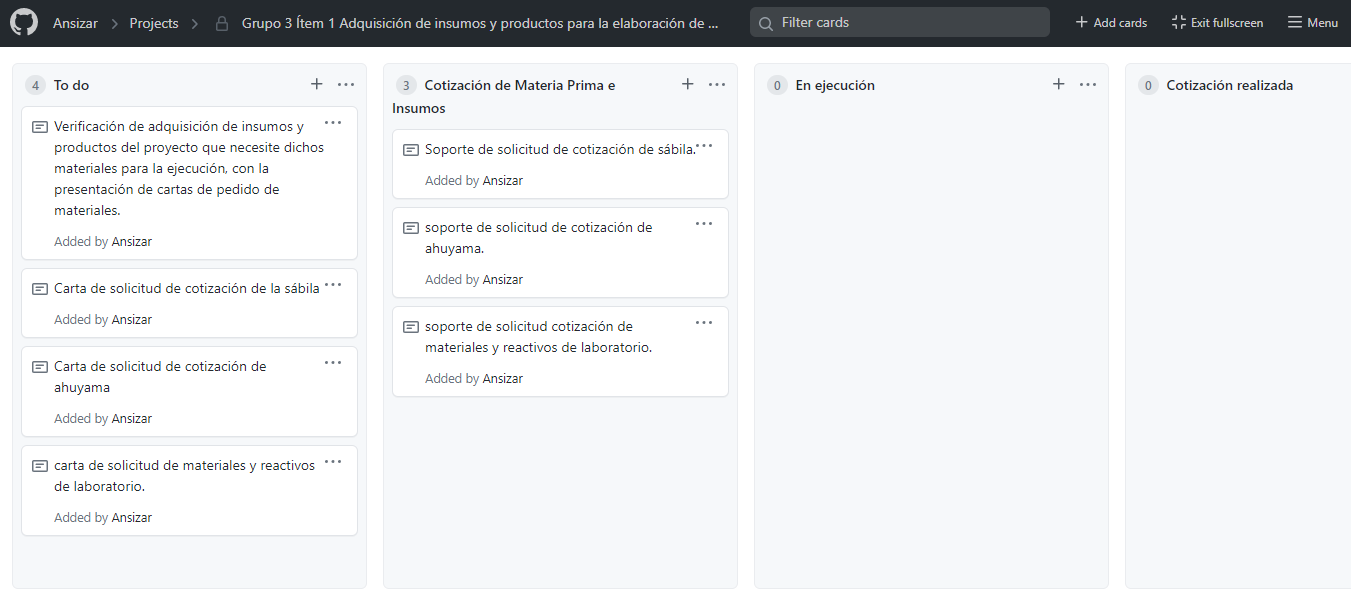 Ansizar Projects Grupo 3 Ítem 1 Adquisición de insumos y productos para la elaboración de ... Filter cards Add cards Exit fullscreen Menu
4 To do
Verificación de adquisición de insumos y
productos del proyecto que necesite dichos
materiales para la ejecución, con la
presentación de cartas de pedido de
materiales.
Added by Ansizar
Carta de solicitud de cotización de la sábila
Added by Ansizar
Carta de solicitud de cotización de
ahuyama
Added by Ansizar
carta de solicitud de materiales y reactivos
de laboratorio.
Added by Ansizar
3 Cotización de Materia Prima e
Insumos
Soporte de solicitud de cotización de sábila.
Added by Ansizar
soporte de solicitud de cotización de
ahuyama.
Added by Ansizar
soporte de solicitud cotización de
materiales y reactivos de laboratorio.
Added by Ansizar
0 En ejecución
0 Cotización realizada